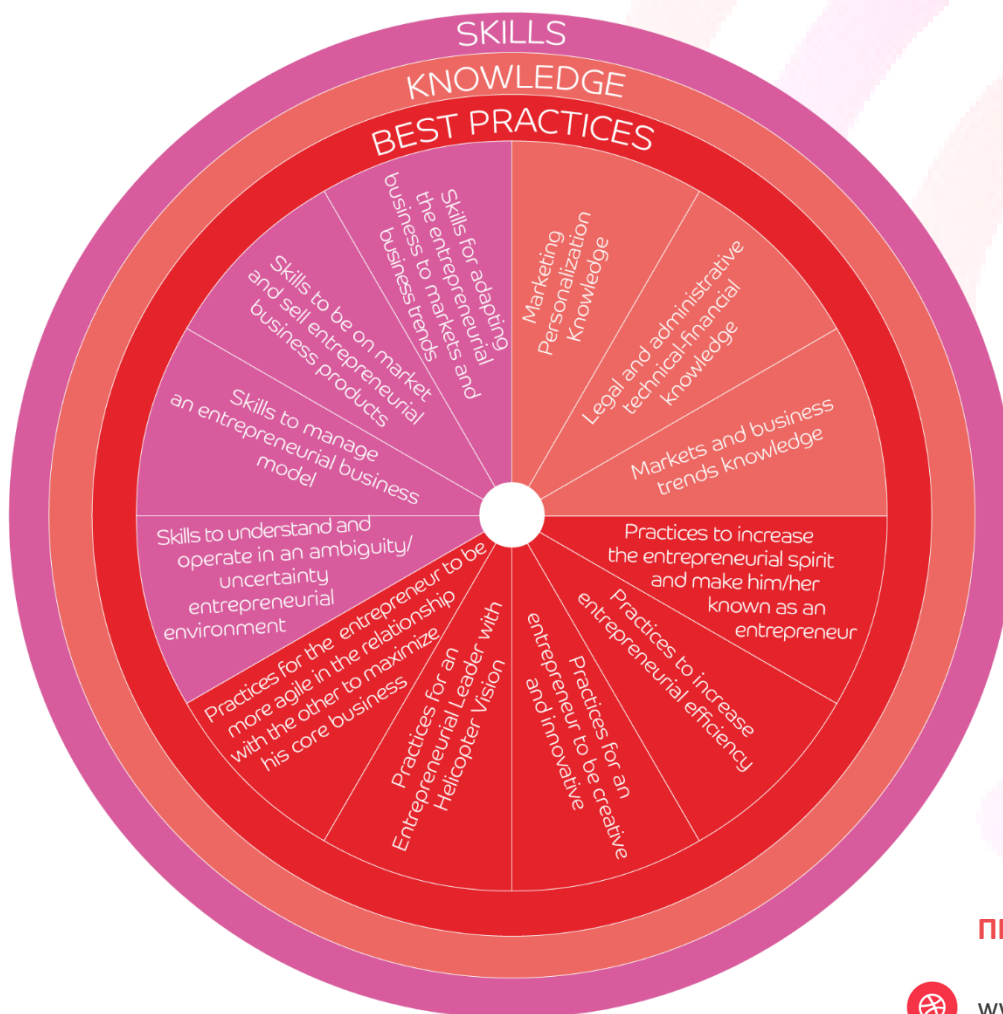 SKILLS
KNOWLEDGE
BEST PRACTICES
Marketing
Personalization
Knowledge
Legal and administrative
technical-financial
knowledge
Markets and business
trends knowledge
Practices to increase
the entrepreneurial spirit
and make him/her
known as an
entrepreneur
Practices to increase
entrepreneurial efficiency
Practices for an
entrepreneur to be creative
and innovative
Practices for an
Entrepreneurial Leader with
Helicopter Vision
Practices for the entrepreneur to be
more agile in the relationship
with the other to maximize
his core business
Skills to understand and
operate in an ambiguity/
uncertainty
entrepreneurial
environment
Skills to manage
an entrepreneurial business
model
Skills to be on market
and sell entrepreneurial
business products
Skills for adapting
the entrepreneurial
business to markets and
business trends